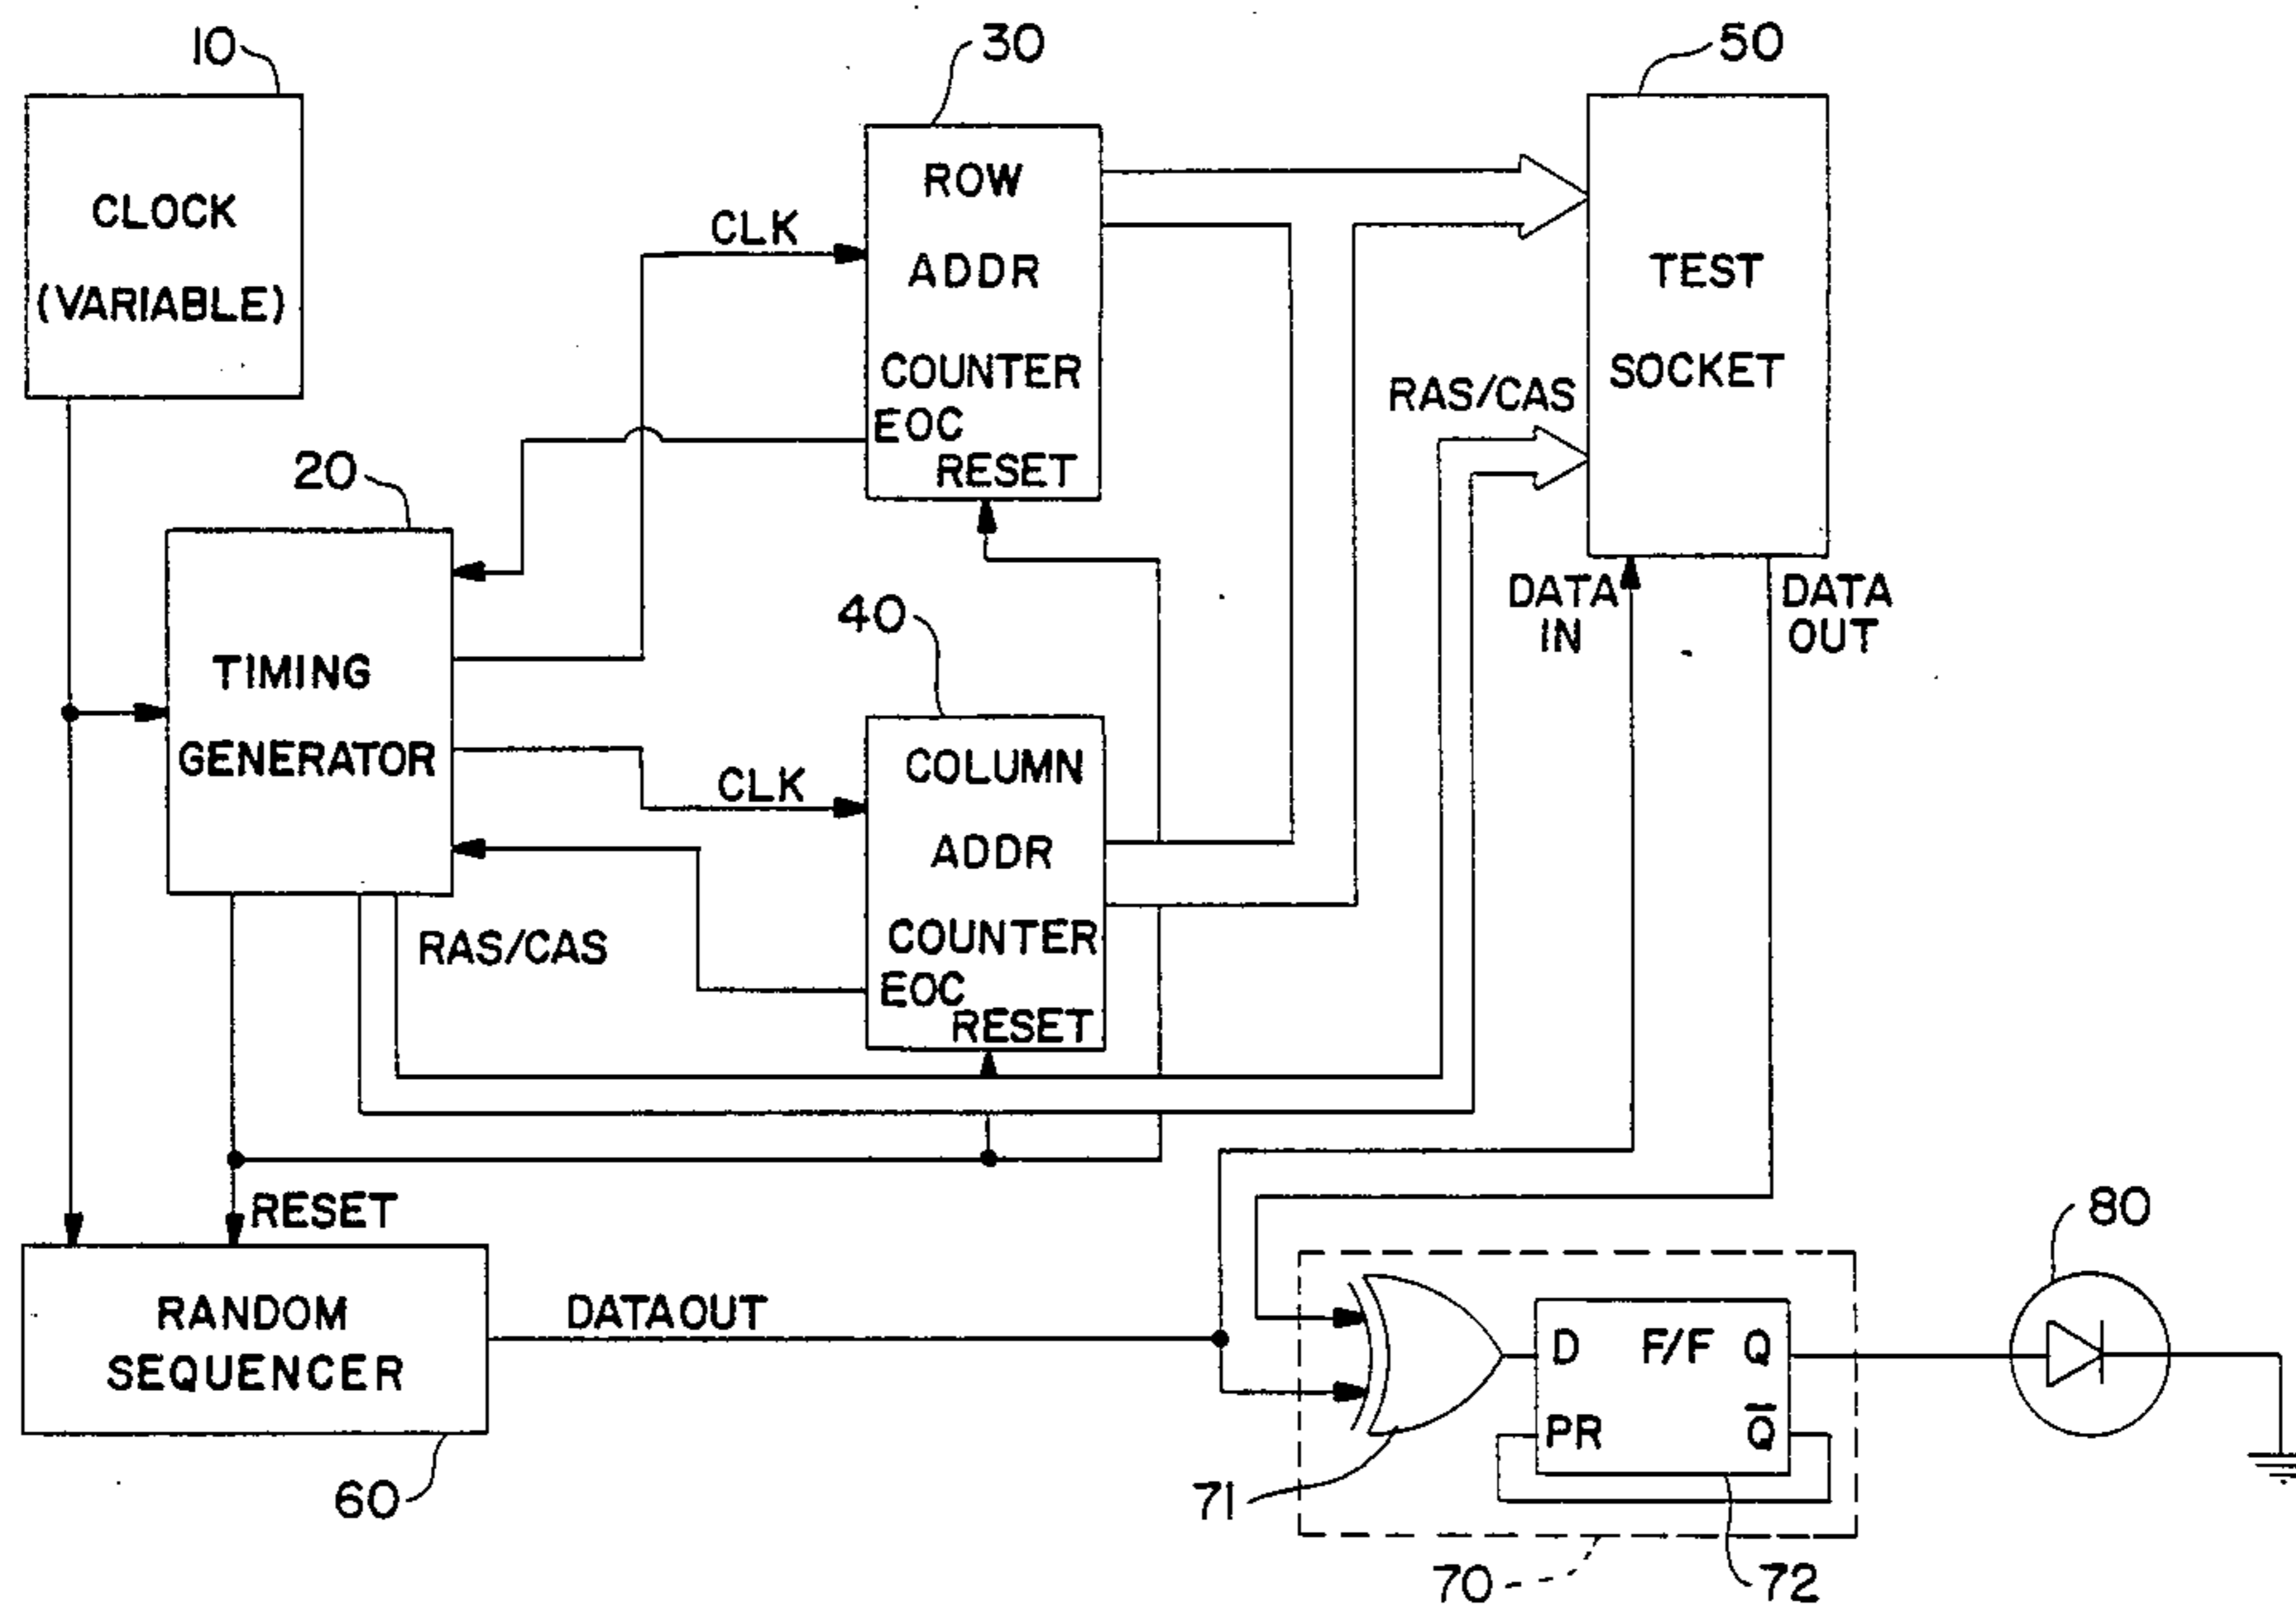 10
30
50
CLOCK
(VARIABLE)
CLK
ROW
ADDR
COUNTER
EOC
RESET
TEST
SOCKET
RAS/CAS
20
TIMING
GENERATOR
40
CLK
COLUMN
ADDR
COUNTER
EOC
RESET
DATA
IN
DATA
OUT
RAS/CAS
RESET
RANDOM
SEQUENCER
60
DATAOUT
80
D F/F Q
PR Q̅
71
70
72